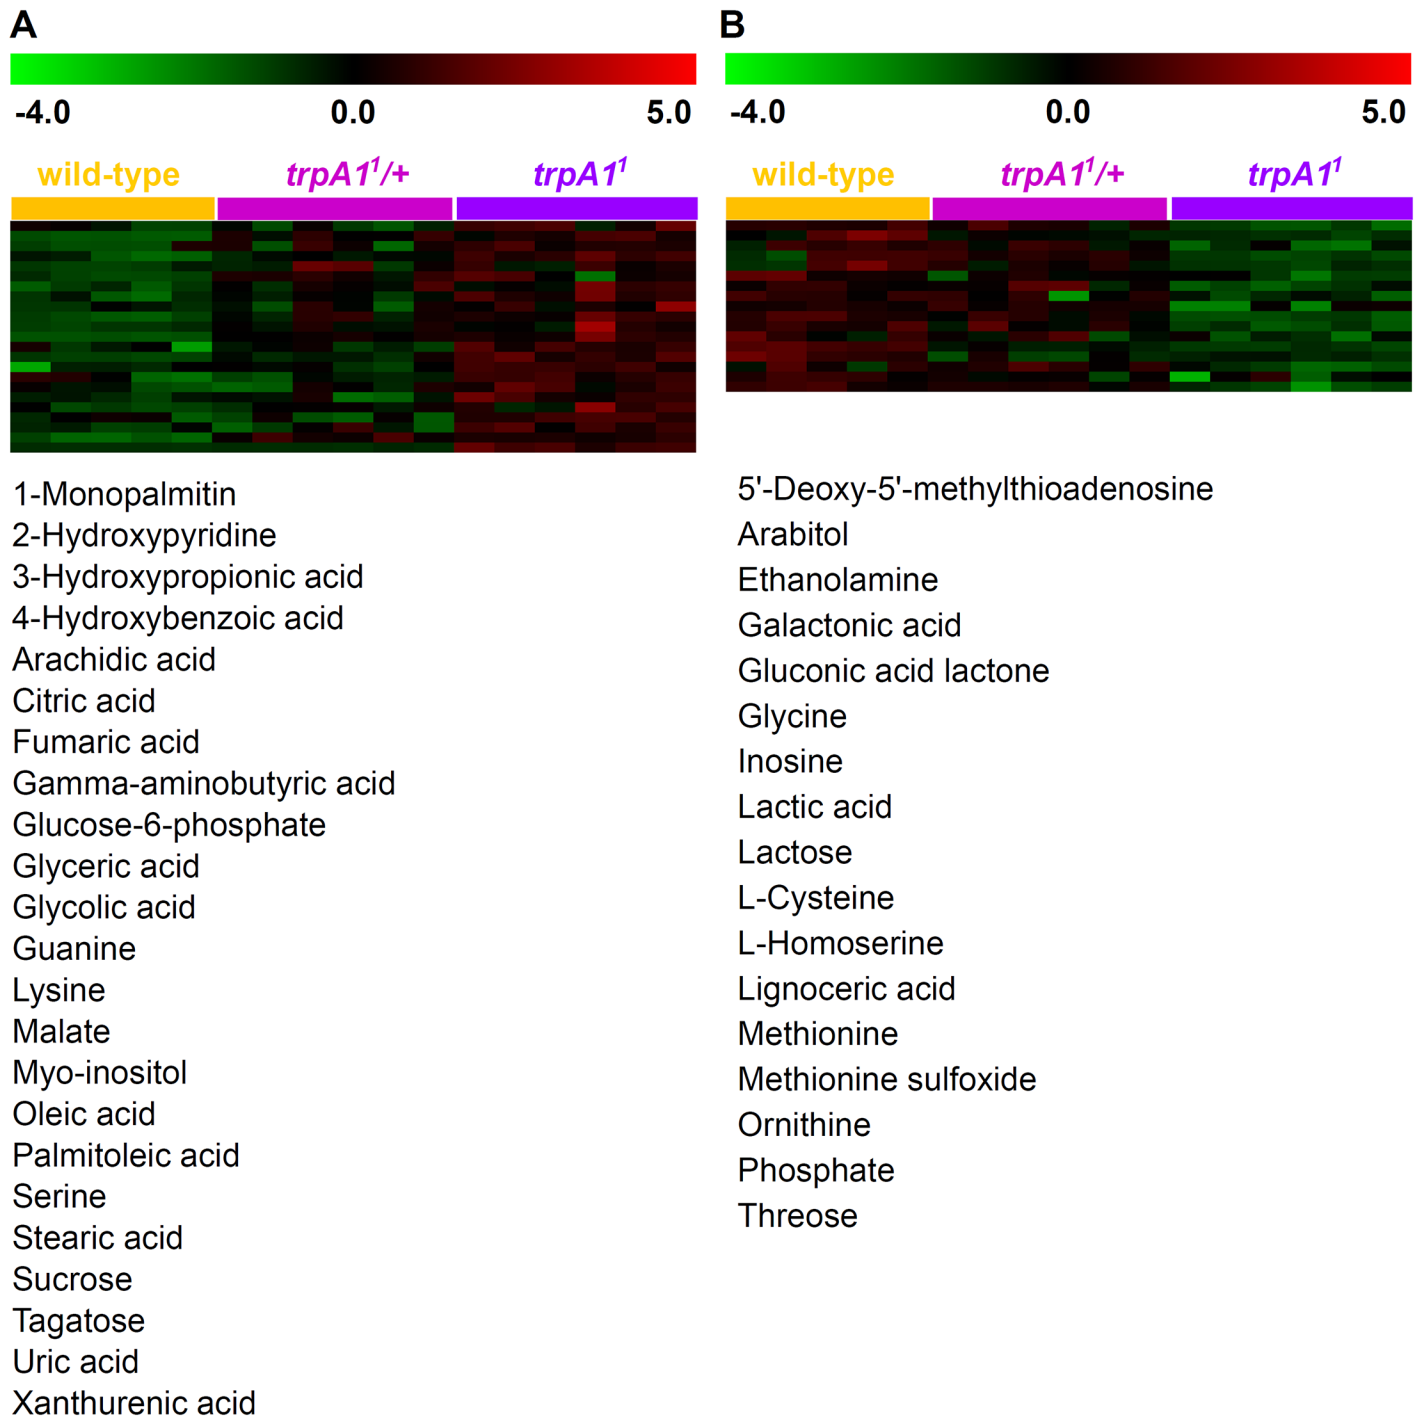 A
-4.0 0.0 5.0
wild-type trpA1¹/+ trpA1¹
1-Monopalmitin
2-Hydroxypyridine
3-Hydroxypropionic acid
4-Hydroxybenzoic acid
Arachidic acid
Citric acid
Fumaric acid
Gamma-aminobutyric acid
Glucose-6-phosphate
Glyceric acid
Glycolic acid
Guanine
Lysine
Malate
Myo-inositol
Oleic acid
Palmitoleic acid
Serine
Stearic acid
Sucrose
Tagatose
Uric acid
Xanthurenic acid
B
-4.0 0.0 5.0
wild-type trpA1¹/+ trpA1¹
5'-Deoxy-5'-methylthioadenosine
Arabitol
Ethanolamine
Galactonic acid
Gluconic acid lactone
Glycine
Inosine
Lactic acid
Lactose
L-Cysteine
L-Homoserine
Lignoceric acid
Methionine
Methionine sulfoxide
Ornithine
Phosphate
Threose